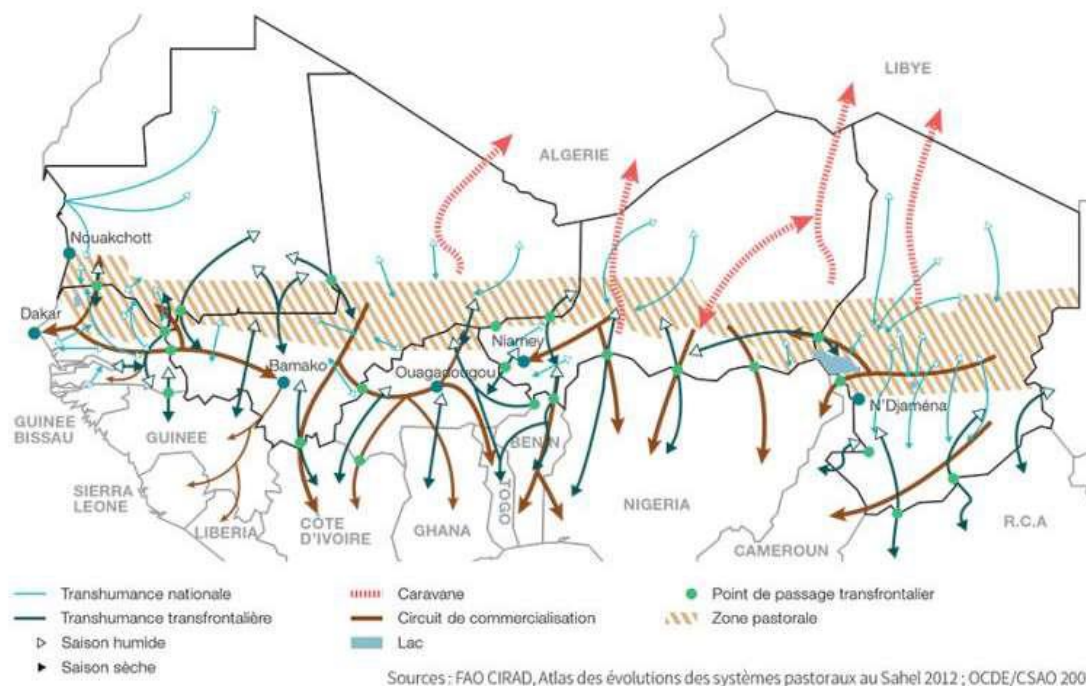 LIBYE
ALGERIE
Nouakchott
Dakar
Bamako
Niamey
Ouagadougou
N'Djaména
GUINEE
BISSAU
GUINEE
SIERRA
LEONE
LIBERIA
CÔTE
D'IVOIRE
GHANA
TOGO
BENIN
NIGERIA
CAMEROUN
R.C.A
Transhumance nationale
Transhumance transfrontalière
Saison humide
Saison sèche
Caravane
Circuit de commercialisation
Lac
Point de passage transfrontalier
Zone pastorale
Sources : FAO CIRAD, Atlas des évolutions des systèmes pastoraux au Sahel 2012 ; OCDE/CSAO 200